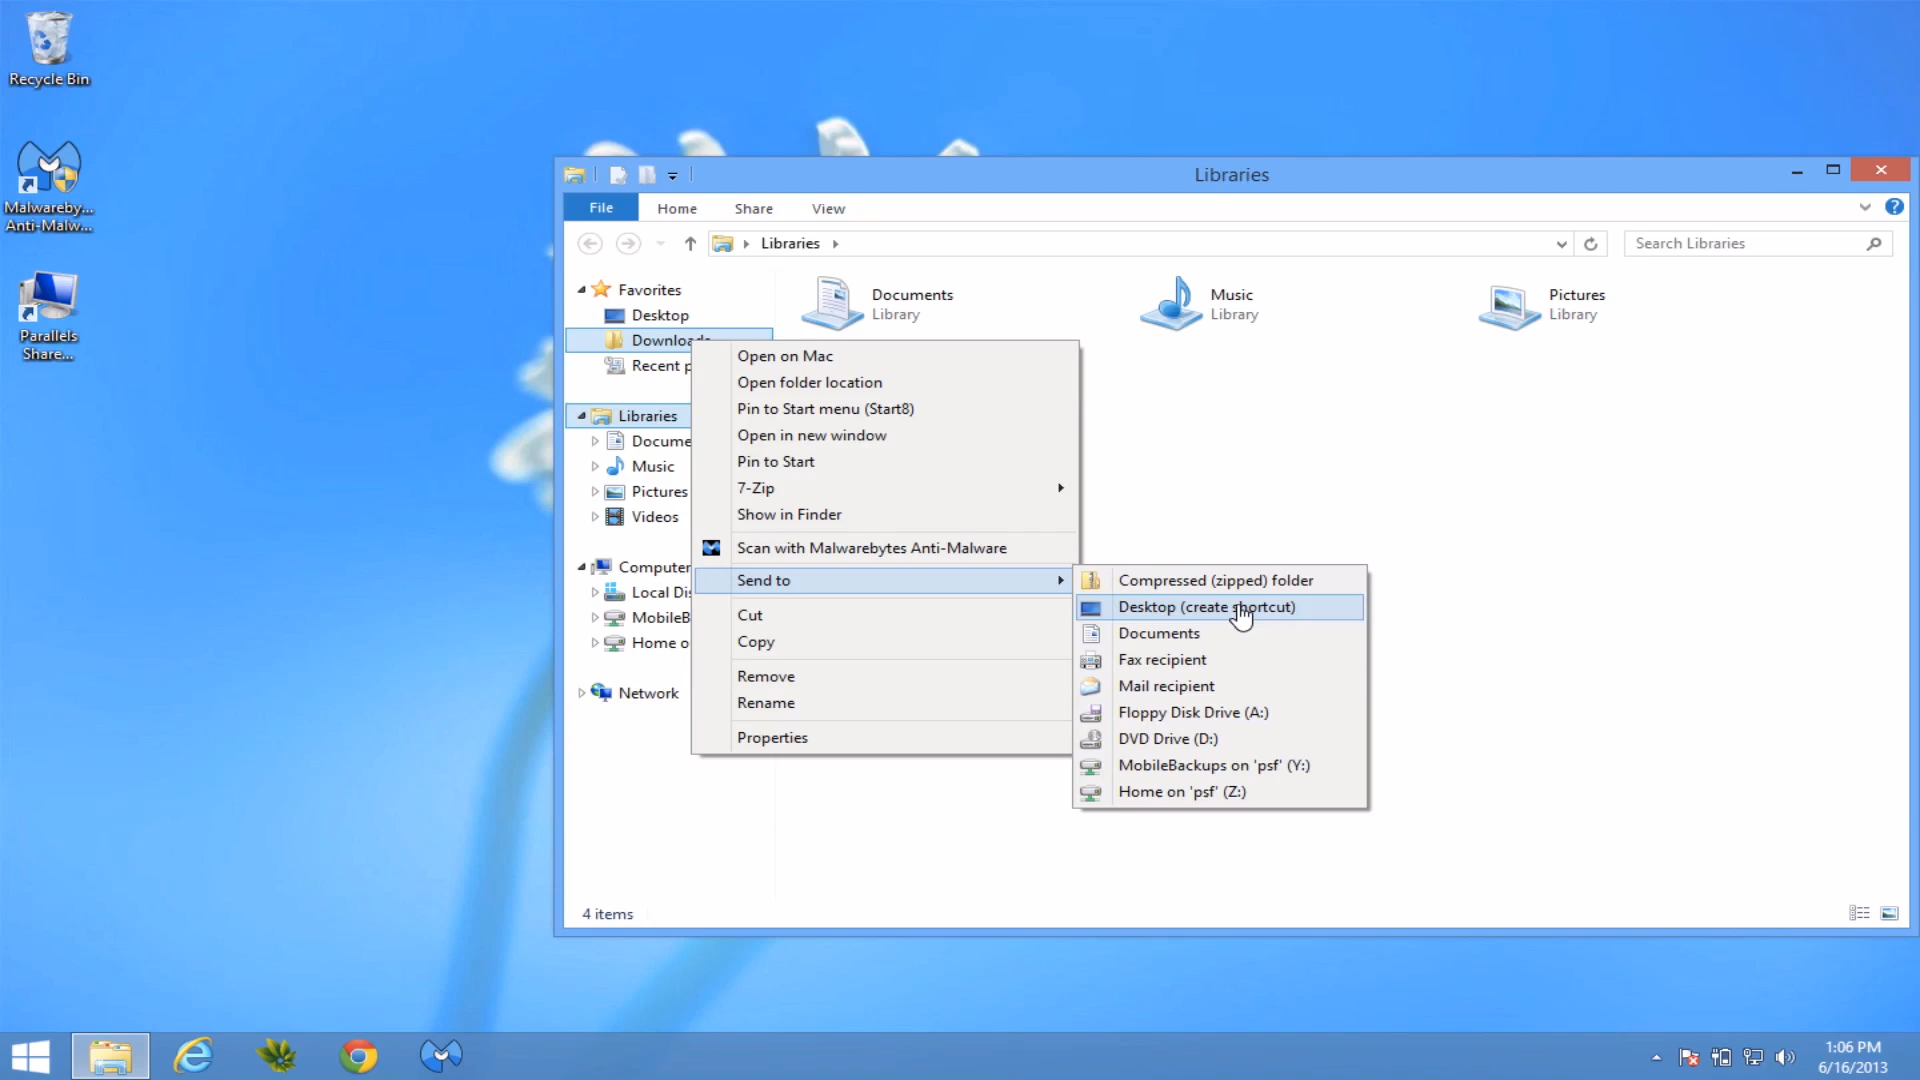 Recycle Bin
Malwareby...
Anti-Malw...
Parallels
Share...
Libraries
File
Home
Share
View
Libraries
Search Libraries
Favorites
Desktop
Downloads
Recent p
Libraries
Docume
Music
Pictures
Videos
Computer
Local Dis
MobileB
Home o
Network
Documents
Library
Music
Library
Pictures
Library
Open on Mac
Open folder location
Pin to Start menu (Start8)
Open in new window
Pin to Start
7-Zip
Show in Finder
Scan with Malwarebytes Anti-Malware
Send to
Cut
Copy
Remove
Rename
Properties
Compressed (zipped) folder
Desktop (create shortcut)
Documents
Fax recipient
Mail recipient
Floppy Disk Drive (A:)
DVD Drive (D:)
MobileBackups on 'psf' (Y:)
Home on 'psf' (Z:)
4 items
1:06 PM
6/16/2013